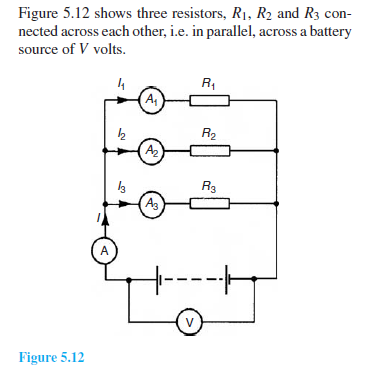 Figure 5.12 shows three resistors, R₁, R₂ and R₃ con-
nected across each other, i.e. in parallel, across a battery
source of V volts.
I₁ R₁
A₁
I₂ R₂
A₂
I₃ R₃
A₃
I
A
V
Figure 5.12